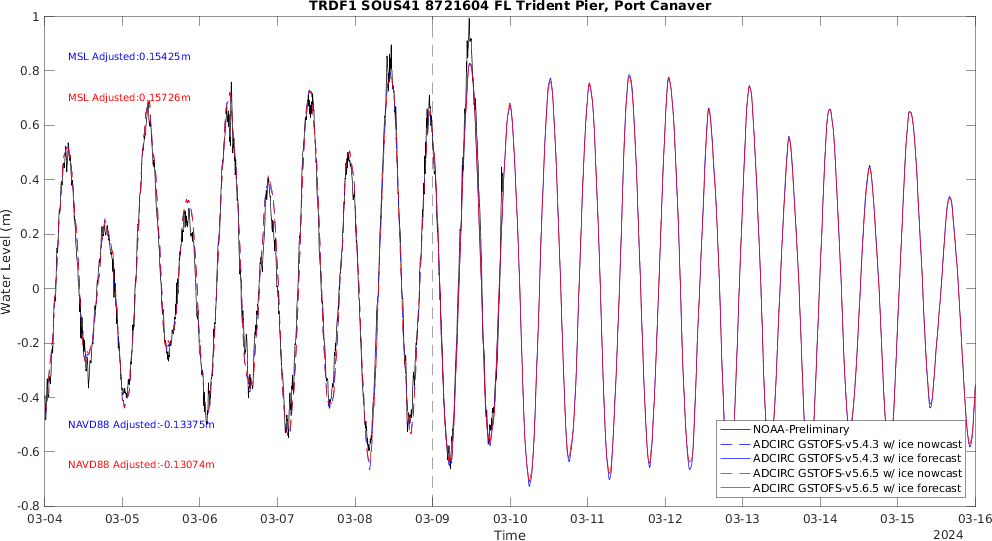 TRDF1 SOUS41 8721604 FL Trident Pier, Port Canaver
Water Level (m)
1
0.8
0.6
0.4
0.2
0
-0.2
-0.4
-0.6
-0.8
MSL Adjusted:0.15425m
MSL Adjusted:0.15726m
NAVD88 Adjusted:-0.13375m
NAVD88 Adjusted:-0.13074m
NOAA-Preliminary
ADCIRC GSTOFS-v5.4.3 w/ ice nowcast
ADCIRC GSTOFS-v5.4.3 w/ ice forecast
ADCIRC GSTOFS-v5.6.5 w/ ice nowcast
ADCIRC GSTOFS-v5.6.5 w/ ice forecast
03-04 03-05 03-06 03-07 03-08 03-09 03-10 03-11 03-12 03-13 03-14 03-15 03-16
Time
2024